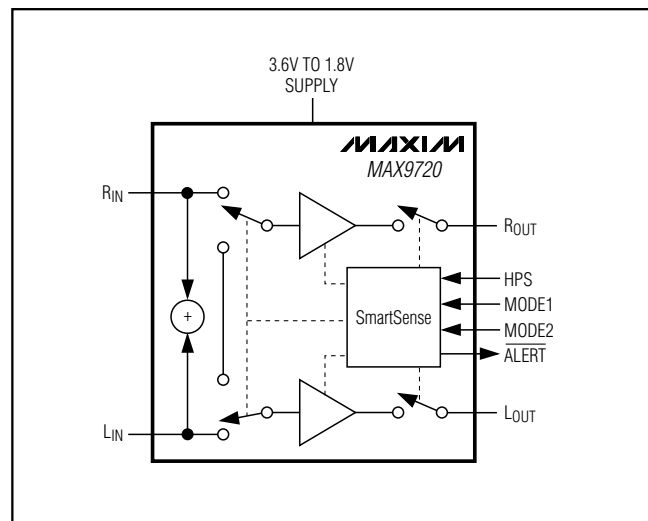 3.6V TO 1.8V
SUPPLY
MAXIM
MAX9720
RIN
ROUT
HPS
MODE1
MODE2
ALERT
SmartSense
+
LIN
LOUT